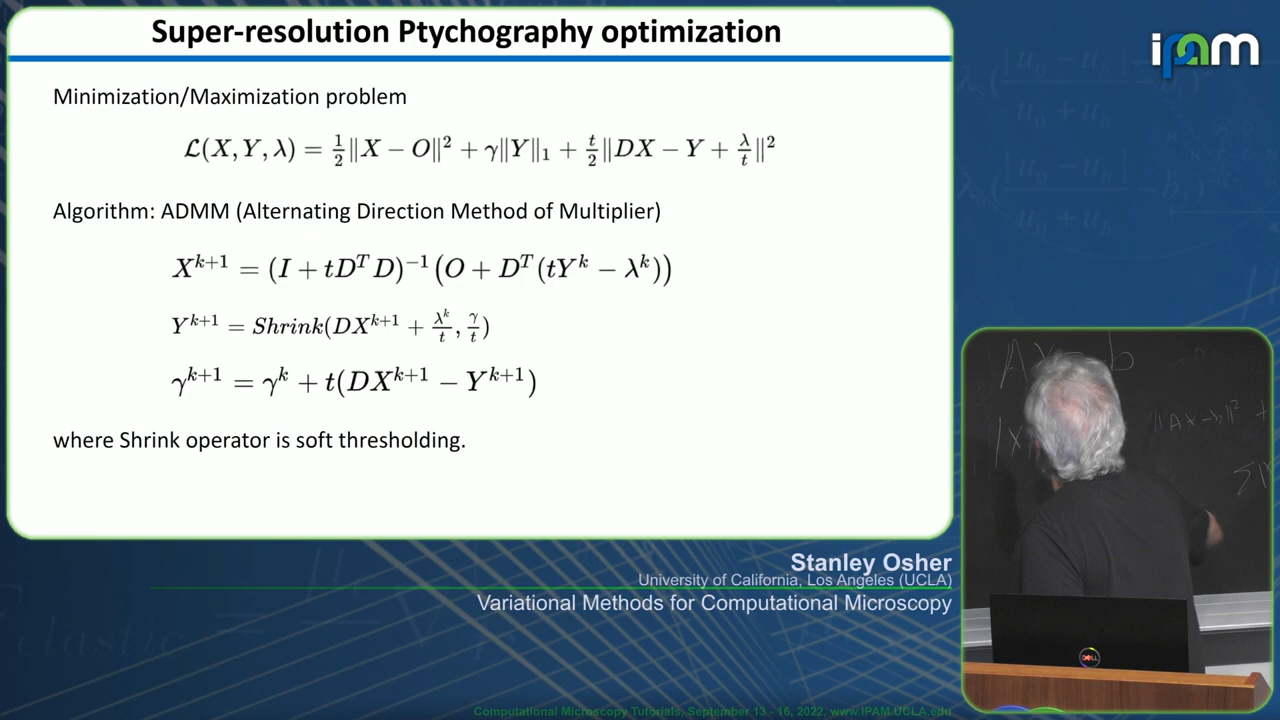 Super-resolution Ptychography optimization
ipam
Minimization/Maximization problem
ℒ(X, Y, λ) = ½‖X − O‖² + γ‖Y‖₁ + t/2‖DX − Y + λ/t‖²
Algorithm: ADMM (Alternating Direction Method of Multiplier)
X^{k+1} = (I + tD^T D)^{−1}(O + D^T(tY^k − λ^k))
Y^{k+1} = Shrink(DX^{k+1} + λ^k/t, γ/t)
γ^{k+1} = γ^k + t(DX^{k+1} − Y^{k+1})
where Shrink operator is soft thresholding.
b
‖Ax−b‖² +
DELL
Stanley Osher
University of California, Los Angeles (UCLA)
Variational Methods for Computational Microscopy
Computational Microscopy Tutorials, September 13 - 16, 2022, www.IPAM.UCLA.edu